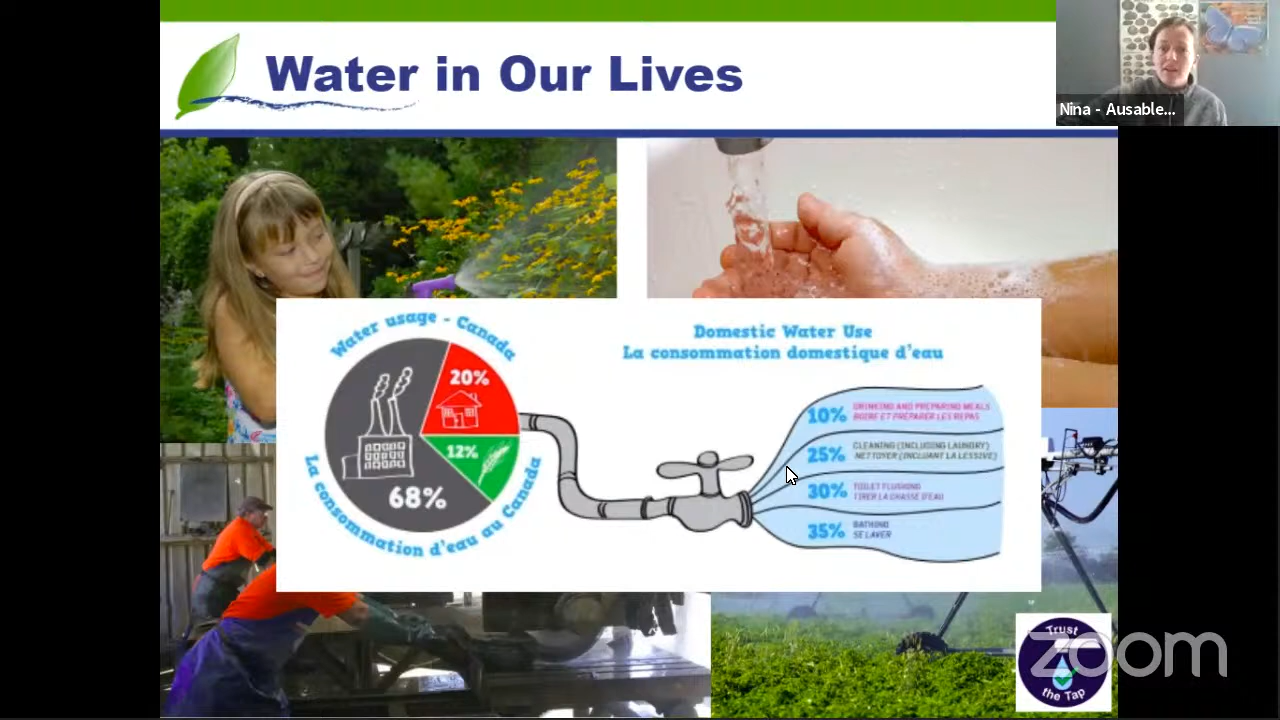 Water in Our Lives
Nina - Ausable...
Water usage - Canada
20%
12%
68%
La consommation d'eau au Canada
Domestic Water Use
La consommation domestique d'eau
10% DRINKING AND PREPARING MEALS
BOIRE ET PRÉPARER LES REPAS
25% CLEANING (INCLUDING LAUNDRY)
NETTOYER (INCLUANT LA LESSIVE)
30% TOILET FLUSHING
TIRER LA CHASSE D'EAU
35% BATHING
SE LAVER
Trust
the Tap
zoom